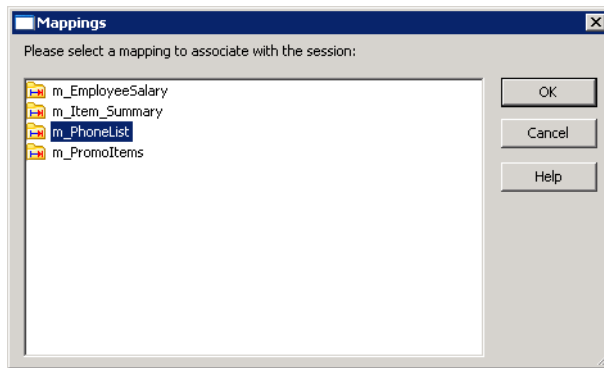 Mappings
Please select a mapping to associate with the session:
m_EmployeeSalary
m_Item_Summary
m_PhoneList
m_PromoItems
OK
Cancel
Help